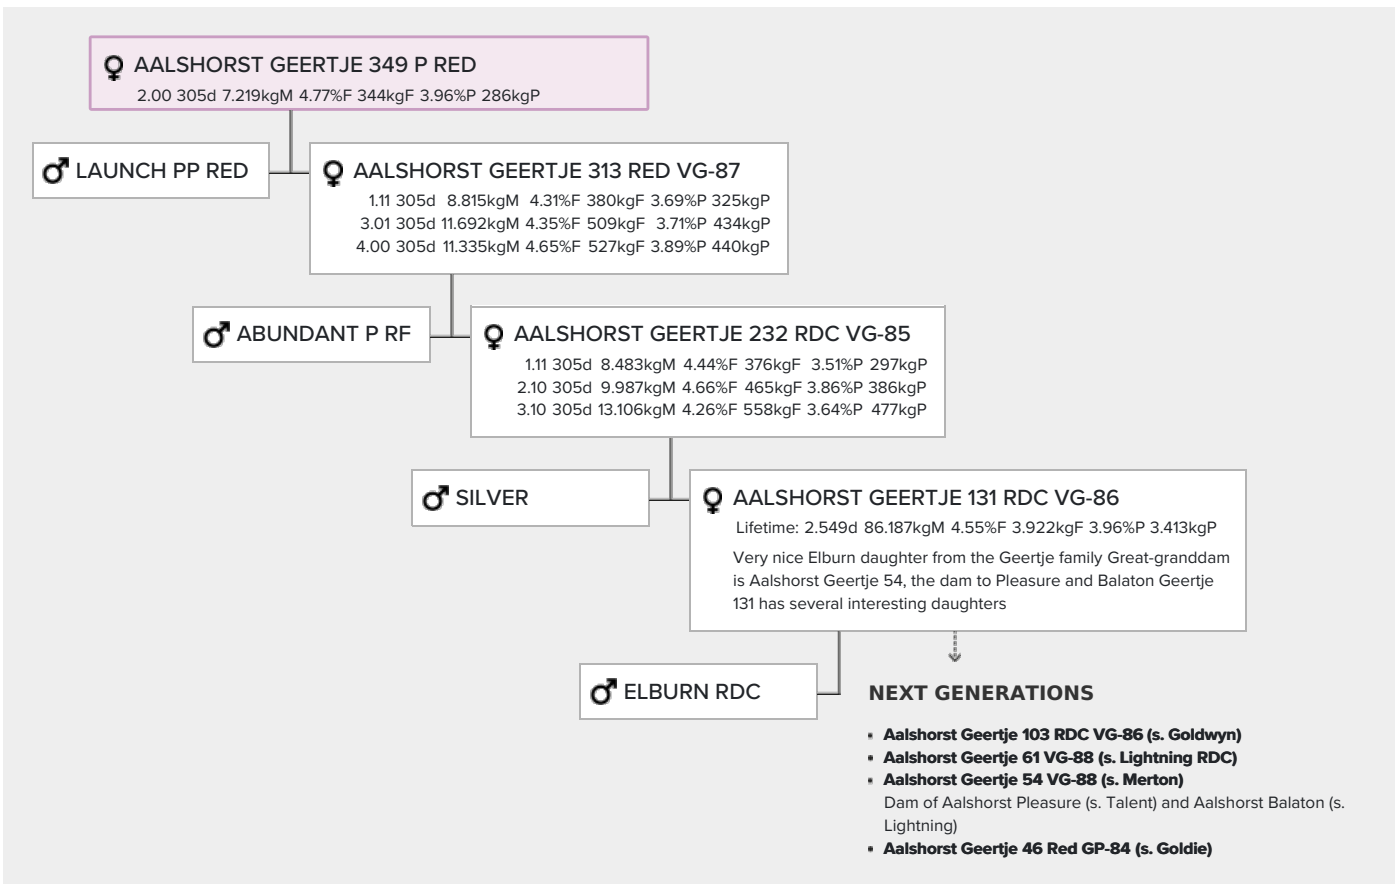 AALSHORST GEERTJE 349 P RED
2.00 305d 7.219kgM 4.77%F 344kgF 3.96%P 286kgP
LAUNCH PP RED
AALSHORST GEERTJE 313 RED VG-87
1.11 305d 8.815kgM 4.31%F 380kgF 3.69%P 325kgP
3.01 305d 11.692kgM 4.35%F 509kgF 3.71%P 434kgP
4.00 305d 11.335kgM 4.65%F 527kgF 3.89%P 440kgP
ABUNDANT P RF
AALSHORST GEERTJE 232 RDC VG-85
1.11 305d 8.483kgM 4.44%F 376kgF 3.51%P 297kgP
2.10 305d 9.987kgM 4.66%F 465kgF 3.86%P 386kgP
3.10 305d 13.106kgM 4.26%F 558kgF 3.64%P 477kgP
SILVER
AALSHORST GEERTJE 131 RDC VG-86
Lifetime: 2.549d 86.187kgM 4.55%F 3.922kgF 3.96%P 3.413kgP
Very nice Elburn daughter from the Geertje family Great-granddam
is Aalshorst Geertje 54, the dam to Pleasure and Balaton Geertje
131 has several interesting daughters
ELBURN RDC
NEXT GENERATIONS
Aalshorst Geertje 103 RDC VG-86 (s. Goldwyn)
Aalshorst Geertje 61 VG-88 (s. Lightning RDC)
Aalshorst Geertje 54 VG-88 (s. Merton)
Dam of Aalshorst Pleasure (s. Talent) and Aalshorst Balaton (s.
Lightning)
Aalshorst Geertje 46 Red GP-84 (s. Goldie)